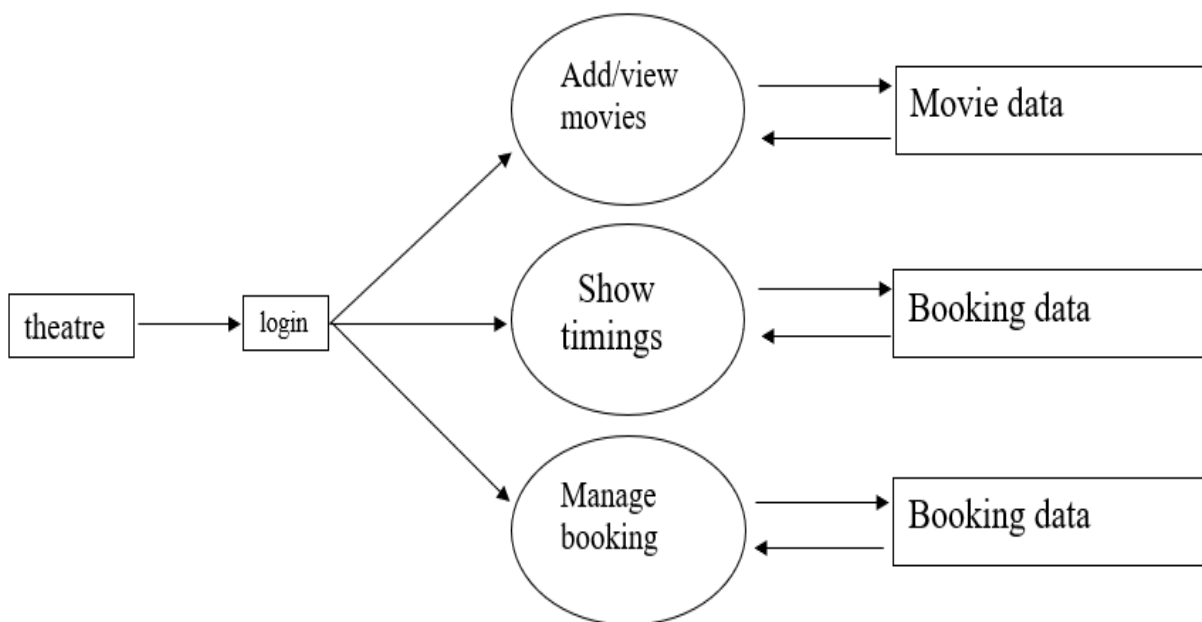 Add/view
movies
Movie data
theatre
login
Show
timings
Booking data
Manage
booking
Booking data